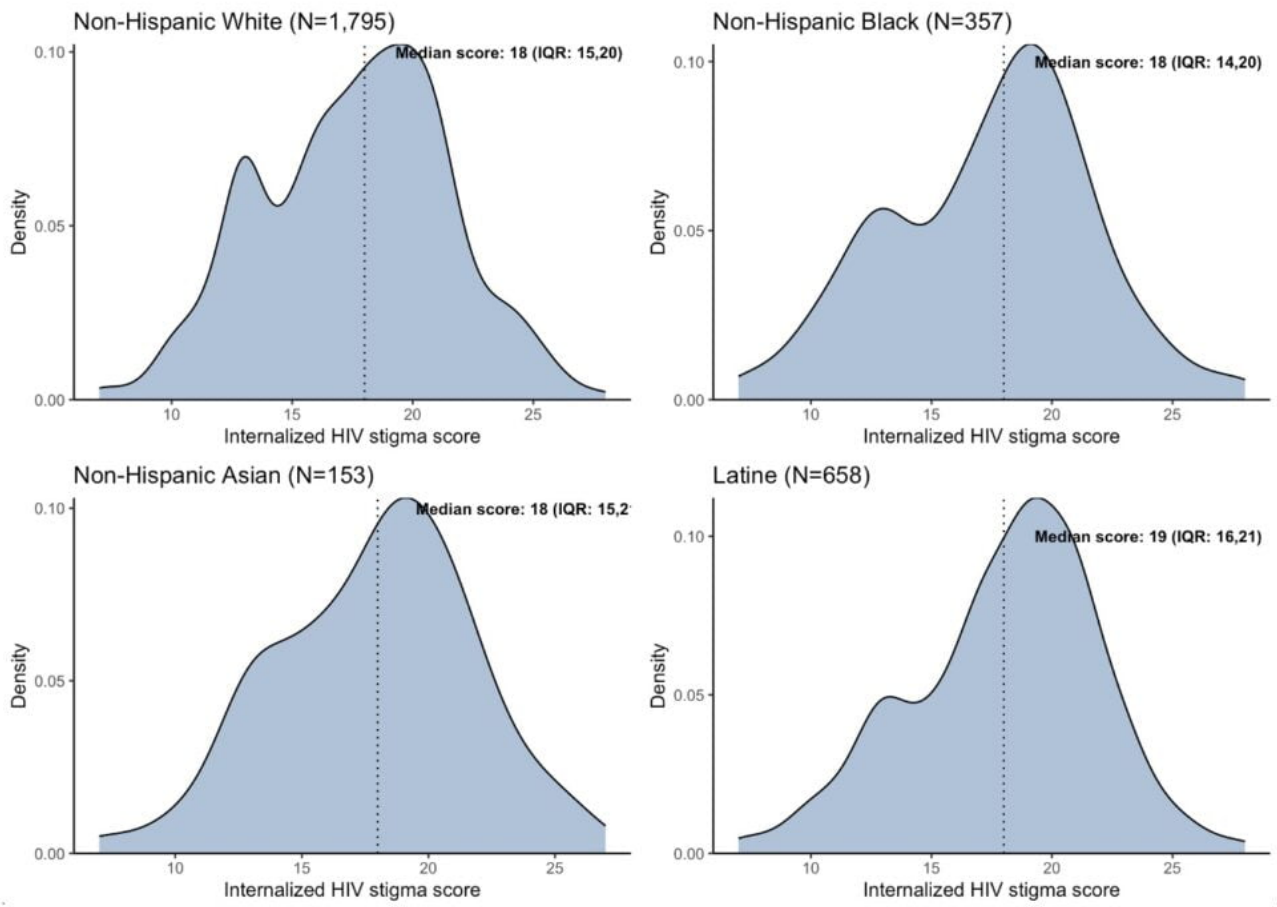 Non-Hispanic White (N=1,795)
Median score: 18 (IQR: 15,20)
0.10
0.05
0.00
Density
10 15 20 25
Internalized HIV stigma score
Non-Hispanic Black (N=357)
Median score: 18 (IQR: 14,20)
0.10
0.05
0.00
Density
10 15 20 25
Internalized HIV stigma score
Non-Hispanic Asian (N=153)
Median score: 18 (IQR: 15,2
0.10
0.05
0.00
Density
10 15 20 25
Internalized HIV stigma score
Latine (N=658)
Median score: 19 (IQR: 16,21)
0.10
0.05
0.00
Density
10 15 20 25
Internalized HIV stigma score